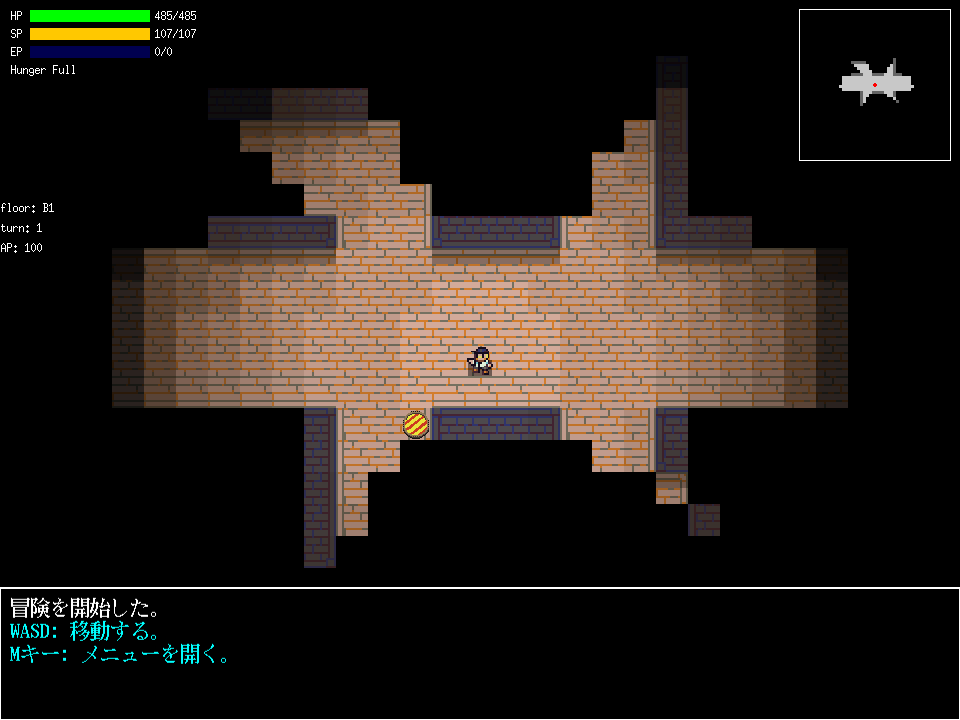 HP 485/485
SP 107/107
EP 0/0
Hunger Full
floor: B1
turn: 1
AP: 100
冒険を開始した。
WASD: 移動する。
Mキー: メニューを開く。